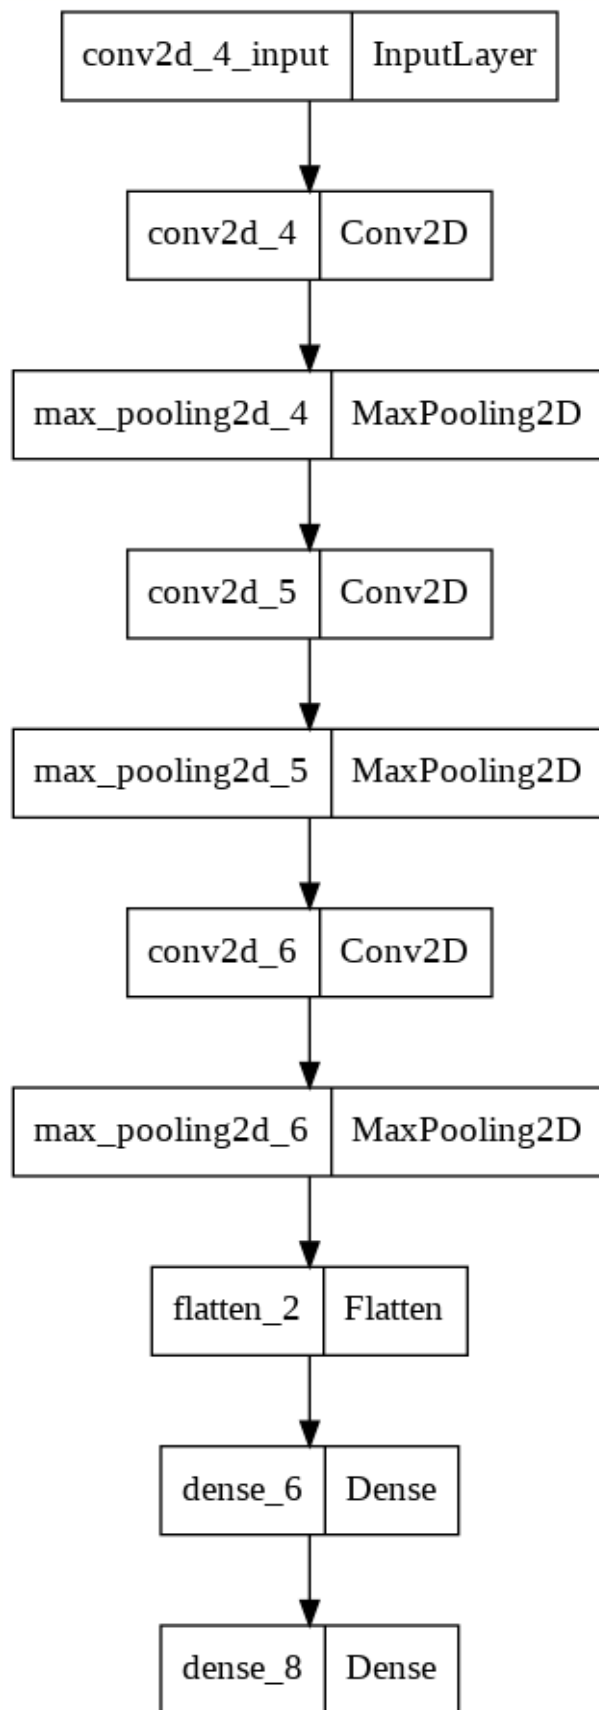 conv2d_4_input InputLayer
conv2d_4 Conv2D
max_pooling2d_4 MaxPooling2D
conv2d_5 Conv2D
max_pooling2d_5 MaxPooling2D
conv2d_6 Conv2D
max_pooling2d_6 MaxPooling2D
flatten_2 Flatten
dense_6 Dense
dense_8 Dense